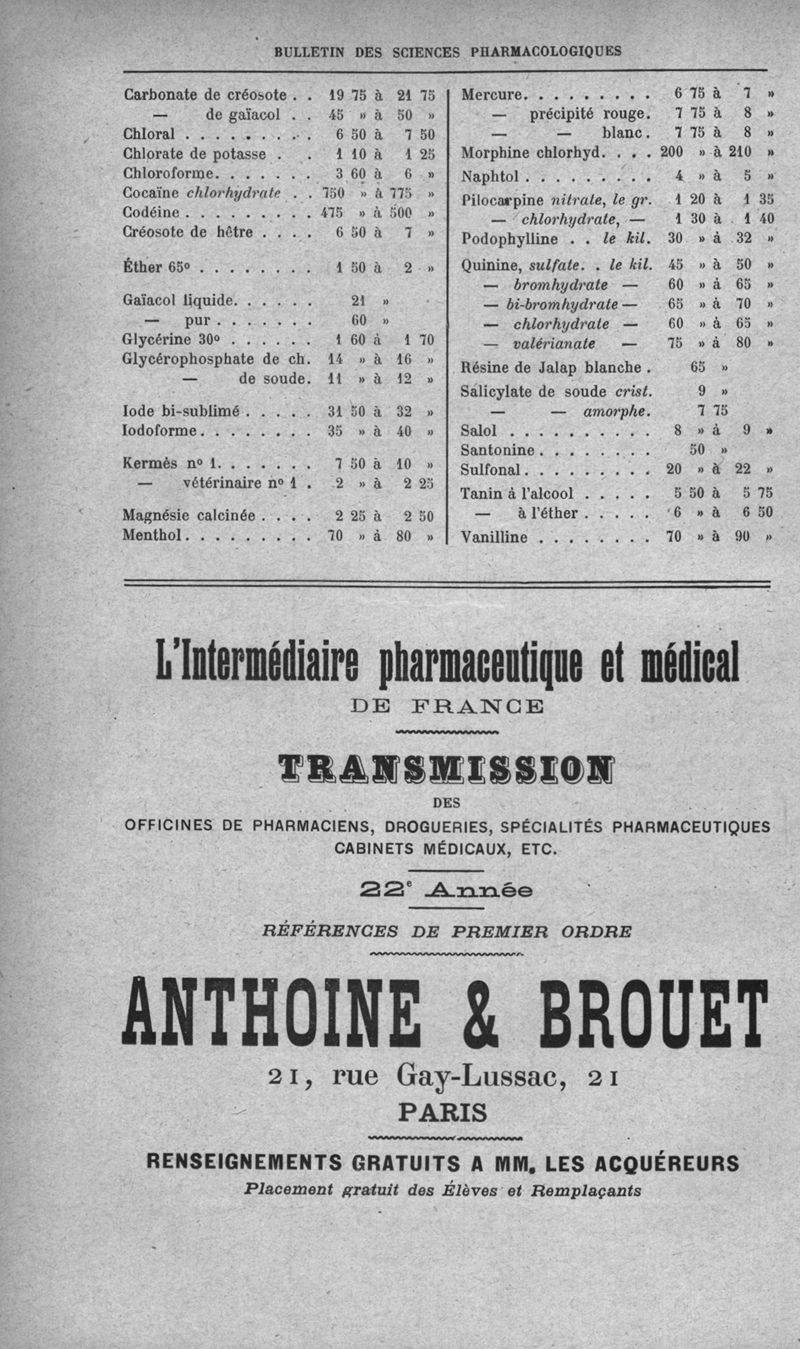 BULLETIN DES SCIENCES PHARMACOLOGIQUES
Carbonate de créosote . . 19 75 à 21 75
— de gaïacol . . 45 » à 50 »
Chloral . . . . . . . . . . 6 50 à 7 50
Chlorate de potasse . . 1 10 à 1 25
Chloroforme. . . . . . . 3 60 à 6 »
Cocaïne chlorhydrate . . 750 » à 775 »
Codéine . . . . . . . . . 475 » à 500 »
Créosote de hêtre . . . . 6 50 à 7 »
Éther 65° . . . . . . . . 1 50 à 2 »
Gaïacol liquide. . . . . . 21 »
— pur . . . . . . . 60 »
Glycérine 30° . . . . . . 1 60 à 1 70
Glycérophosphate de ch. 14 » à 16 »
— de soude. 11 » à 12 »
Iode bi-sublimé . . . . . 31 50 à 32 »
Iodoforme. . . . . . . . 35 » à 40 »
Kermès n° 1. . . . . . . 7 50 à 10 »
— vétérinaire n° 1 . 2 » à 2 25
Magnésie calcinée . . . . 2 25 à 2 50
Menthol. . . . . . . . . 70 » à 80 »
Mercure. . . . . . . . . 6 75 à 7 »
— précipité rouge. 7 75 à 8 »
— — blanc. 7 75 à 8 »
Morphine chlorhyd. . . . 200 » à 210 »
Naphtol . . . . . . . . . 4 » à 5 »
Pilocarpine nitrate, le gr. 1 20 à 1 35
— chlorhydrate, — 1 30 à 1 40
Podophylline . . le kil. 30 » à 32 »
Quinine, sulfate. . le kil. 45 » à 50 »
— bromhydrate — 60 » à 65 »
— bi-bromhydrate — 65 » à 70 »
— chlorhydrate — 60 » à 65 »
— valérianate — 75 » à 80 »
Résine de Jalap blanche . 65 »
Salicylate de soude crist. 9 »
— — amorphe. 7 75
Salol . . . . . . . . . . 8 » à 9 »
Santonine . . . . . . . . 50 »
Sulfonal. . . . . . . . . 20 » à 22 »
Tanin à l'alcool . . . . . 5 50 à 5 75
— à l'éther . . . . . 6 » à 6 50
Vanilline . . . . . . . . 70 » à 90 »
L'Intermédiaire pharmaceutique et médical
DE FRANCE
TRANSMISSION
DES
OFFICINES DE PHARMACIENS, DROGUERIES, SPÉCIALITÉS PHARMACEUTIQUES
CABINETS MÉDICAUX, ETC.
22e Année
RÉFÉRENCES DE PREMIER ORDRE
ANTHOINE & BROUET
21, rue Gay-Lussac, 21
PARIS
RENSEIGNEMENTS GRATUITS A MM. LES ACQUÉREURS
Placement gratuit des Élèves et Remplaçants